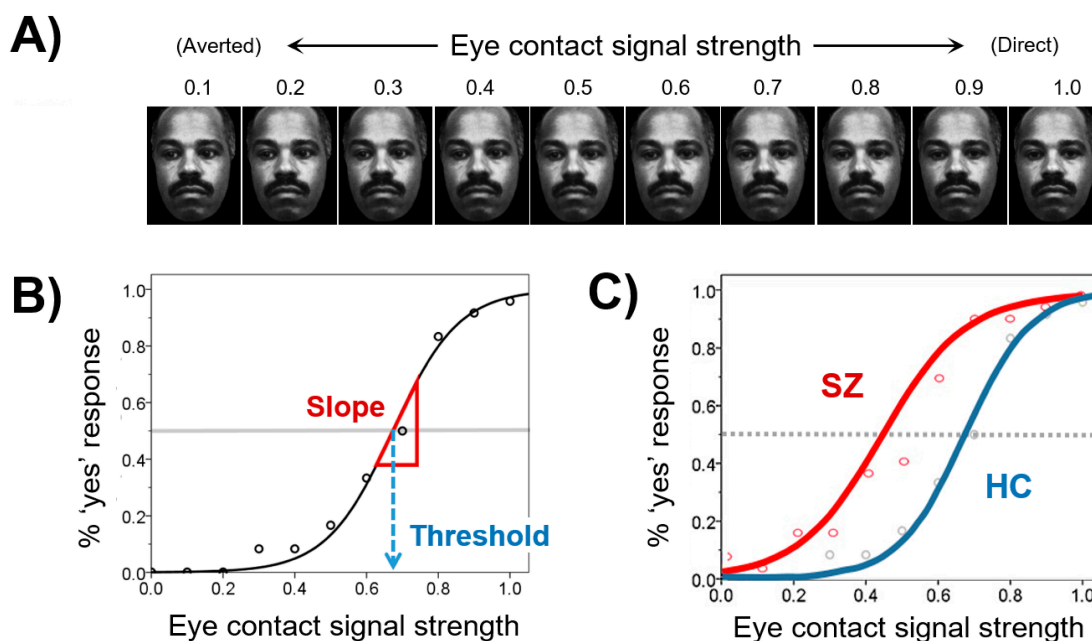 A)
(Averted) Eye contact signal strength (Direct)
0.1 0.2 0.3 0.4 0.5 0.6 0.7 0.8 0.9 1.0
B)
% ‘yes’ response
1.0
0.8
0.6
0.4
0.2
0.0
Slope
Threshold
0.0 0.2 0.4 0.6 0.8 1.0
Eye contact signal strength
C)
% ‘yes’ response
1.0
0.8
0.6
0.4
0.2
0.0
SZ
HC
0.0 0.2 0.4 0.6 0.8 1.0
Eye contact signal strength